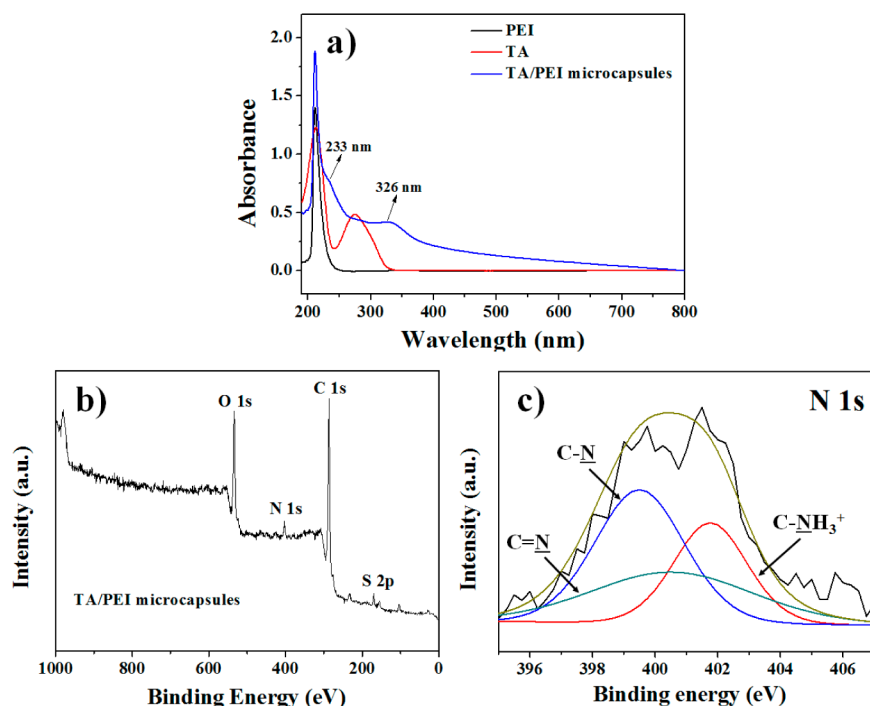 a)
PEI
TA
TA/PEI microcapsules
2.0
1.5
1.0
0.5
0.0
233 nm
326 nm
Absorbance
200 300 400 500 600 700 800
Wavelength (nm)
b)
O 1s
C 1s
N 1s
S 2p
TA/PEI microcapsules
Intensity (a.u.)
1000 800 600 400 200 0
Binding Energy (eV)
c)
N 1s
C-N
C-NH₃⁺
C=N
Intensity (a.u.)
396 398 400 402 404 406
Binding energy (eV)